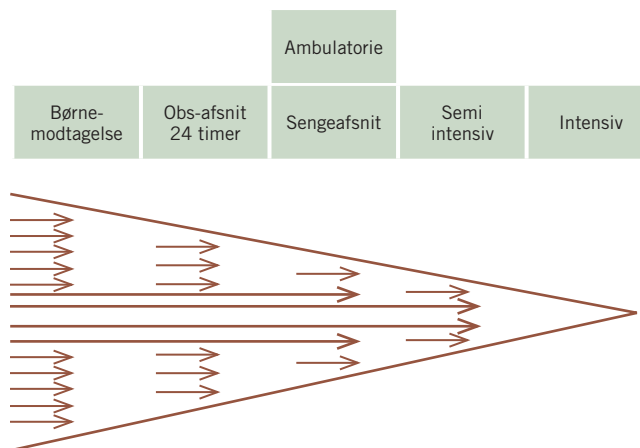 Ambulatorie
Børne-
modtagelse
Obs-afsnit
24 timer
Sengeafsnit
Semi
intensiv
Intensiv